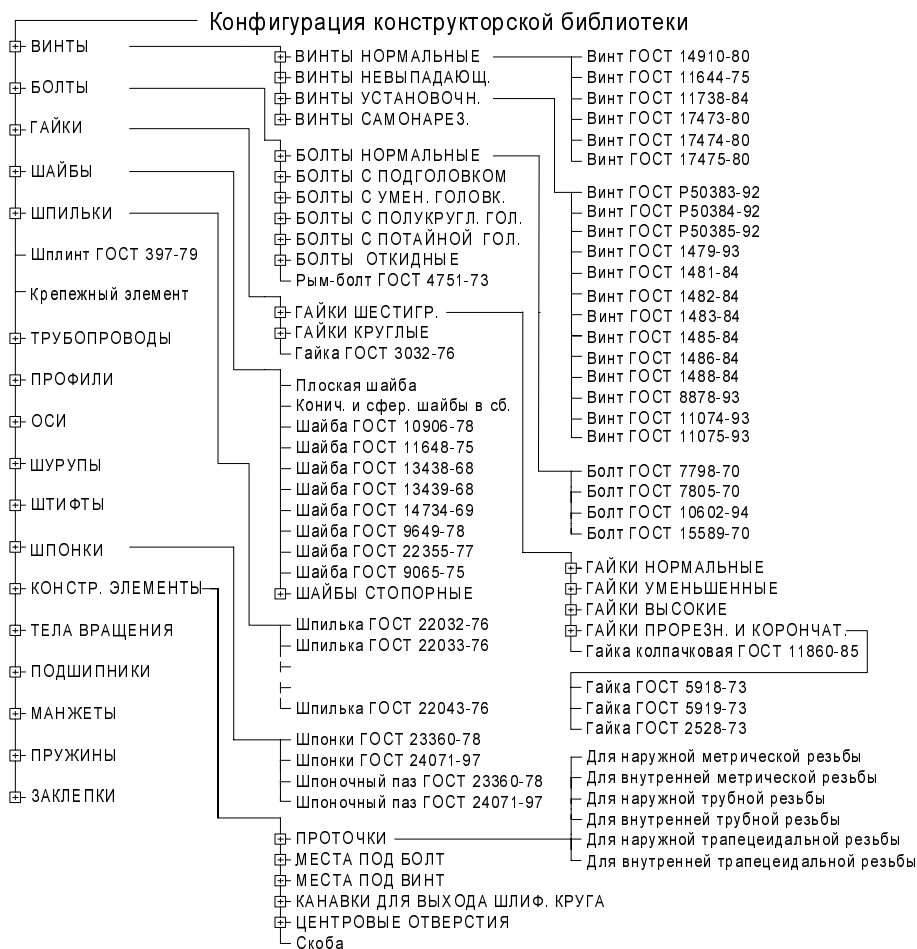 Конфигурация конструкторской библиотеки
ВИНТЫ
БОЛТЫ
ГАЙКИ
ШАЙБЫ
ШПИЛЬКИ
Шплинт ГОСТ 397-79
Крепежный элемент
ТРУБОПРОВОДЫ
ПРОФИЛИ
ОСИ
ШУРУПЫ
ШТИФТЫ
ШПОНКИ
КОНСТР. ЭЛЕМЕНТЫ
ТЕЛА ВРАЩЕНИЯ
ПОДШИПНИКИ
МАНЖЕТЫ
ПРУЖИНЫ
ЗАКЛЕПКИ
ВИНТЫ НОРМАЛЬНЫЕ
ВИНТЫ НЕВЫПАДАЮЩ.
ВИНТЫ УСТАНОВОЧН.
ВИНТЫ САМОНАРЕЗ.
БОЛТЫ НОРМАЛЬНЫЕ
БОЛТЫ С ПОДГОЛОВКОМ
БОЛТЫ С УМЕН. ГОЛОВК.
БОЛТЫ С ПОЛУКРУГЛ. ГОЛ.
БОЛТЫ С ПОТАЙНОЙ ГОЛ.
БОЛТЫ ОТКИДНЫЕ
Рым-болт ГОСТ 4751-73
ГАЙКИ ШЕСТИГР.
ГАЙКИ КРУГЛЫЕ
Гайка ГОСТ 3032-76
Плоская шайба
Конич. и сфер. шайбы в сб.
Шайба ГОСТ 10906-78
Шайба ГОСТ 11648-75
Шайба ГОСТ 13438-68
Шайба ГОСТ 13439-68
Шайба ГОСТ 14734-69
Шайба ГОСТ 9649-78
Шайба ГОСТ 22355-77
Шайба ГОСТ 9065-75
ШАЙБЫ СТОПОРНЫЕ
Шпилька ГОСТ 22032-76
Шпилька ГОСТ 22033-76
Шпилька ГОСТ 22043-76
Шпонки ГОСТ 23360-78
Шпонки ГОСТ 24071-97
Шпоночный паз ГОСТ 23360-78
Шпоночный паз ГОСТ 24071-97
ПРОТОЧКИ
МЕСТА ПОД БОЛТ
МЕСТА ПОД ВИНТ
КАНАВКИ ДЛЯ ВЫХОДА ШЛИФ. КРУГА
ЦЕНТРОВЫЕ ОТВЕРСТИЯ
Скоба
Винт ГОСТ 14910-80
Винт ГОСТ 11644-75
Винт ГОСТ 11738-84
Винт ГОСТ 17473-80
Винт ГОСТ 17474-80
Винт ГОСТ 17475-80
Винт ГОСТ Р50383-92
Винт ГОСТ Р50384-92
Винт ГОСТ Р50385-92
Винт ГОСТ 1479-93
Винт ГОСТ 1481-84
Винт ГОСТ 1482-84
Винт ГОСТ 1483-84
Винт ГОСТ 1485-84
Винт ГОСТ 1486-84
Винт ГОСТ 1488-84
Винт ГОСТ 8878-93
Винт ГОСТ 11074-93
Винт ГОСТ 11075-93
Болт ГОСТ 7798-70
Болт ГОСТ 7805-70
Болт ГОСТ 10602-94
Болт ГОСТ 15589-70
ГАЙКИ НОРМАЛЬНЫЕ
ГАЙКИ УМЕНЬШЕННЫЕ
ГАЙКИ ВЫСОКИЕ
ГАЙКИ ПРОРЕЗН. И КОРОНЧАТ.
Гайка колпачковая ГОСТ 11860-85
Гайка ГОСТ 5918-73
Гайка ГОСТ 5919-73
Гайка ГОСТ 2528-73
Для наружной метрической резьбы
Для внутренней метрической резьбы
Для наружной трубной резьбы
Для внутренней трубной резьбы
Для наружной трапецеидальной резьбы
Для внутренней трапецеидальной резьбы